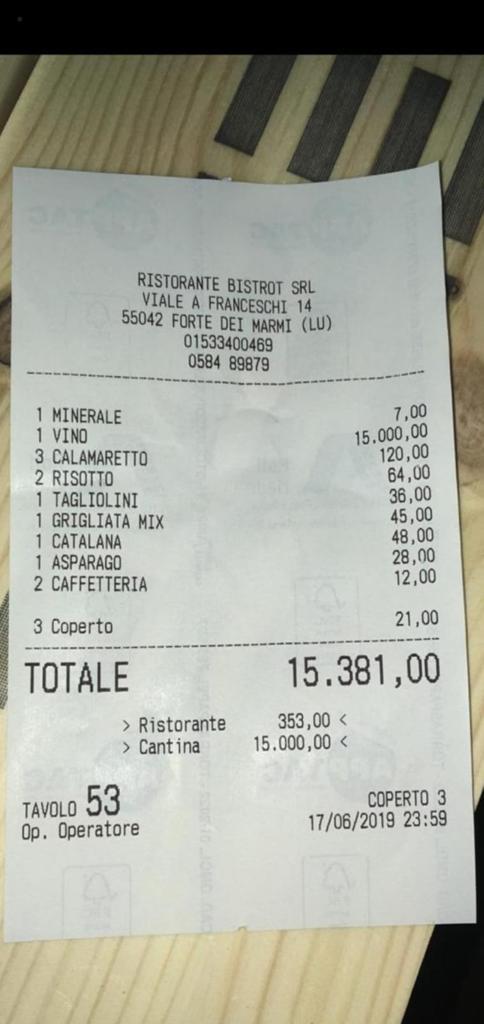 RISTORANTE BISTROT SRL
VIALE A FRANCESCHI 14
55042 FORTE DEI MARMI (LU)
01533400469
0584 89879
1 MINERALE 7,00
1 VINO 15.000,00
3 CALAMARETTO 120,00
2 RISOTTO 64,00
1 TAGLIOLINI 36,00
1 GRIGLIATA MIX 45,00
1 CATALANA 48,00
1 ASPARAGO 28,00
2 CAFFETTERIA 12,00
3 Coperto 21,00
TOTALE 15.381,00
> Ristorante 353,00 <
> Cantina 15.000,00 <
TAVOLO 53 COPERTO 3
Op. Operatore 17/06/2019 23:59